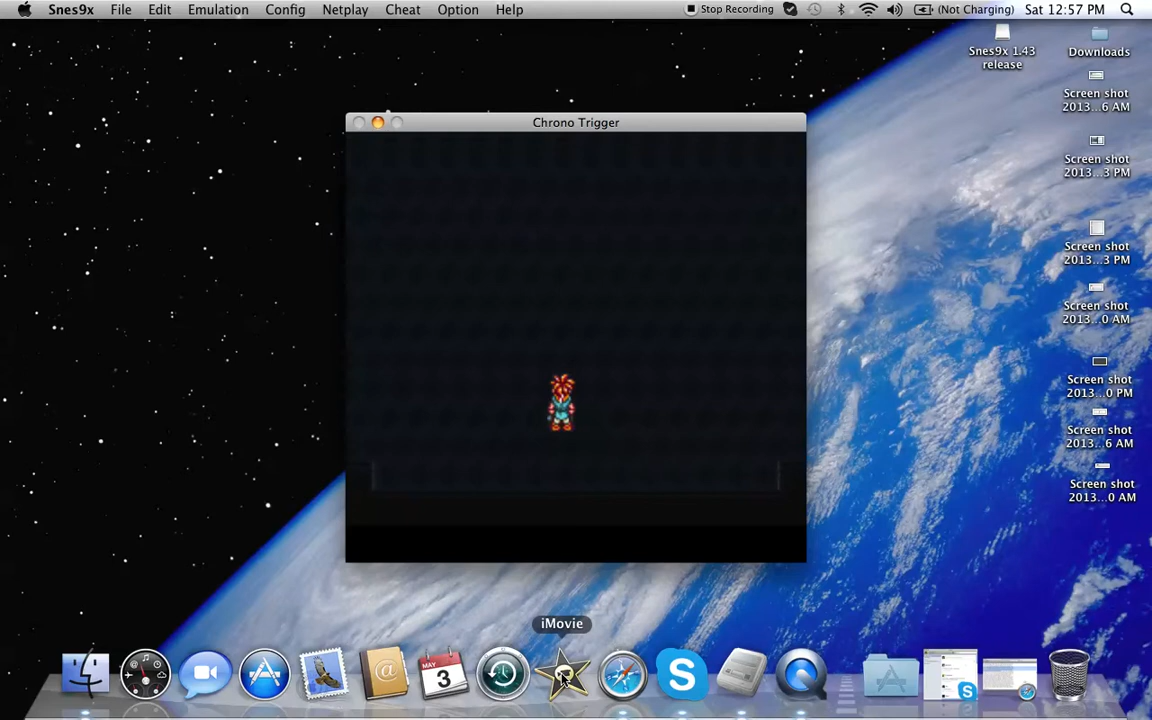 Snes9x File Edit Emulation Config Netplay Cheat Option Help Stop Recording (Not Charging) Sat 12:57 PM
Snes9x 1.43
release
Downloads
Screen shot
2013...6 AM
Screen shot
2013...3 PM
Screen shot
2013...3 PM
Screen shot
2013...0 AM
Screen shot
2013...0 PM
Screen shot
2013...6 AM
Screen shot
2013...0 AM
Chrono Trigger
iMovie
MAY
3